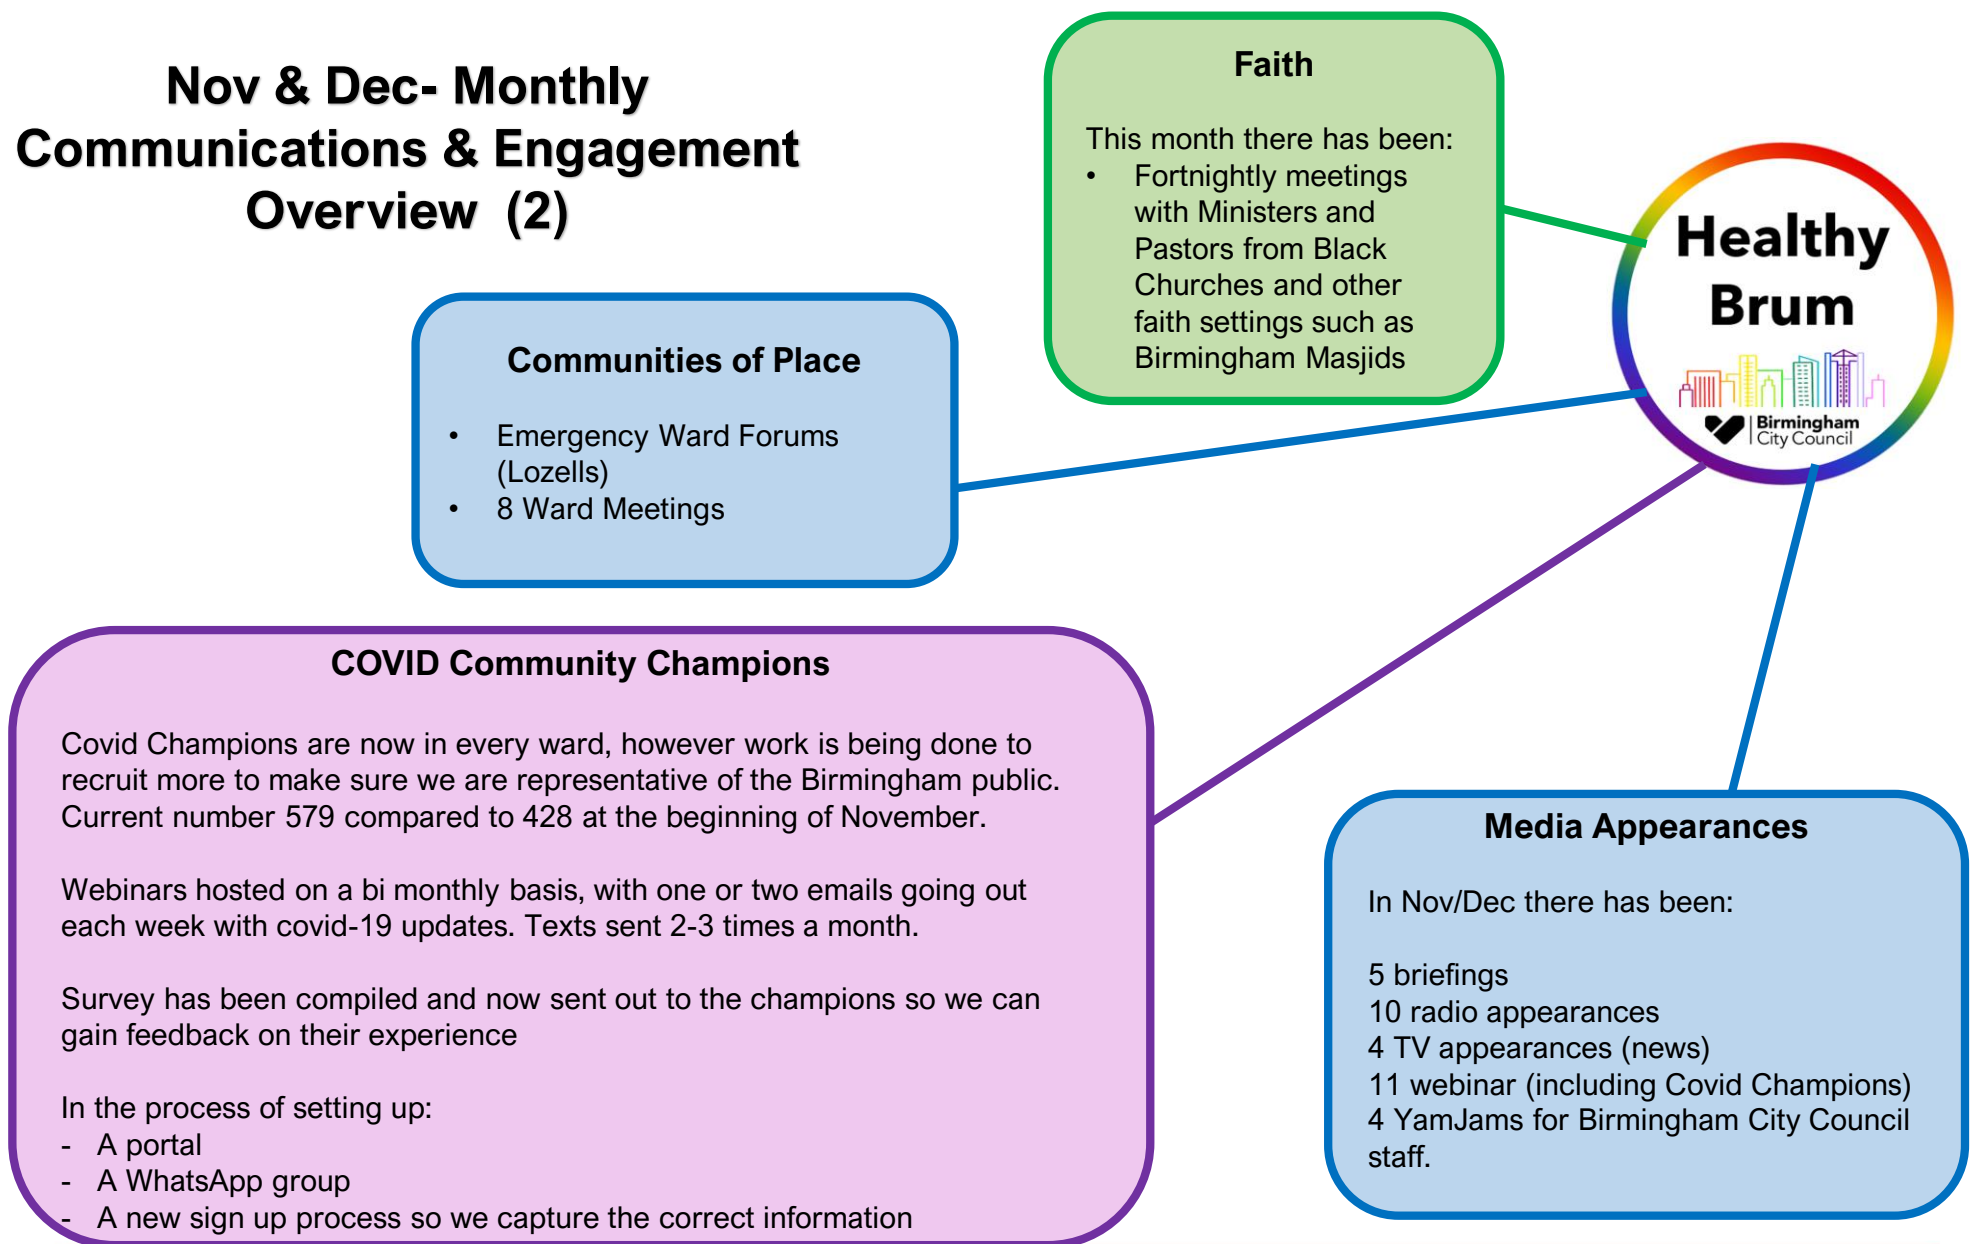 Nov & Dec- Monthly
Communications & Engagement
Overview (2)
Faith
This month there has been:
• Fortnightly meetings
with Ministers and
Pastors from Black
Churches and other
faith settings such as
Birmingham Masjids
Healthy
Brum
Birmingham
City Council
Communities of Place
• Emergency Ward Forums
(Lozells)
• 8 Ward Meetings
COVID Community Champions
Covid Champions are now in every ward, however work is being done to
recruit more to make sure we are representative of the Birmingham public.
Current number 579 compared to 428 at the beginning of November.
Webinars hosted on a bi monthly basis, with one or two emails going out
each week with covid-19 updates. Texts sent 2-3 times a month.
Survey has been compiled and now sent out to the champions so we can
gain feedback on their experience
In the process of setting up:
- A portal
- A WhatsApp group
- A new sign up process so we capture the correct information
Media Appearances
In Nov/Dec there has been:
5 briefings
10 radio appearances
4 TV appearances (news)
11 webinar (including Covid Champions)
4 YamJams for Birmingham City Council
staff.